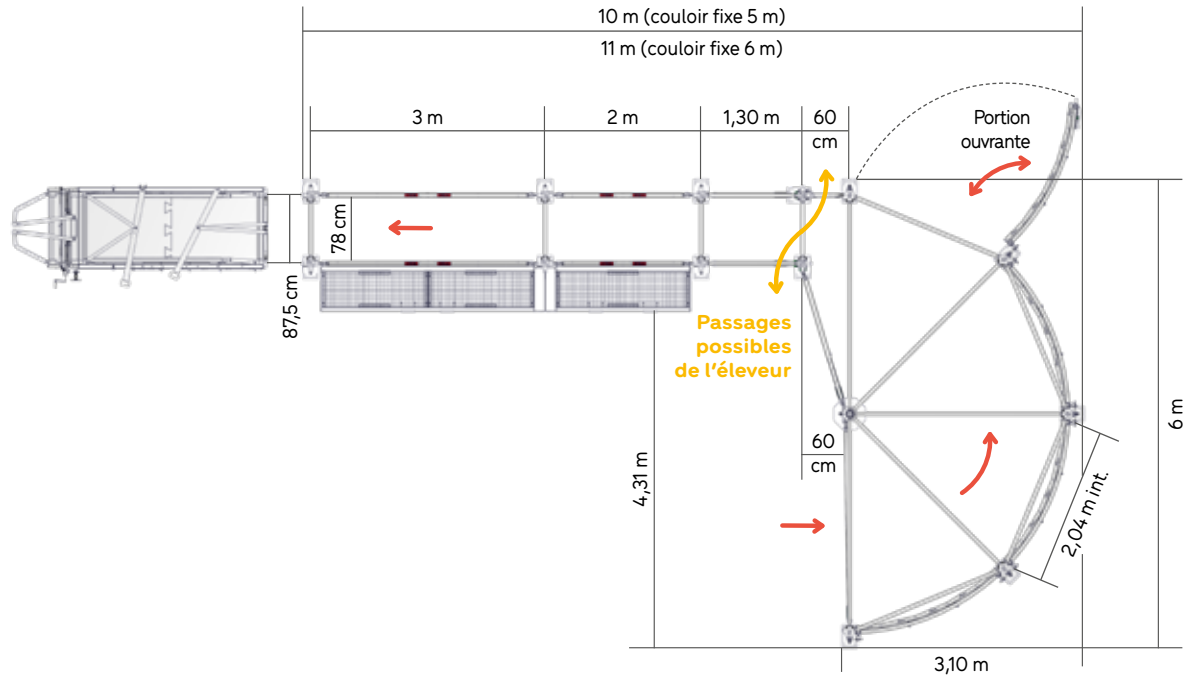 10 m (couloir fixe 5 m)
11 m (couloir fixe 6 m)
3 m
2 m
1,30 m
60
cm
Portion
ouvrante
78 cm
87,5 cm
Passages
possibles
de l’éleveur
60
cm
4,31 m
6 m
2,04 m int.
3,10 m